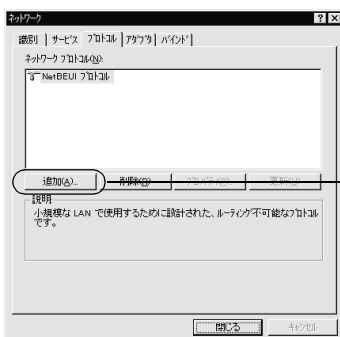 ネットワーク
識別 サービス プロトコル アダプタ バインド
ネットワーク プロトコル(N):
NetBEUI プロトコル
追加(A)... 削除(R) プロパティ(P)... 更新(U)
説明
小規模な LAN で使用するために設計された、ルーティング不可能なプロトコル
です。
閉じる キャンセル